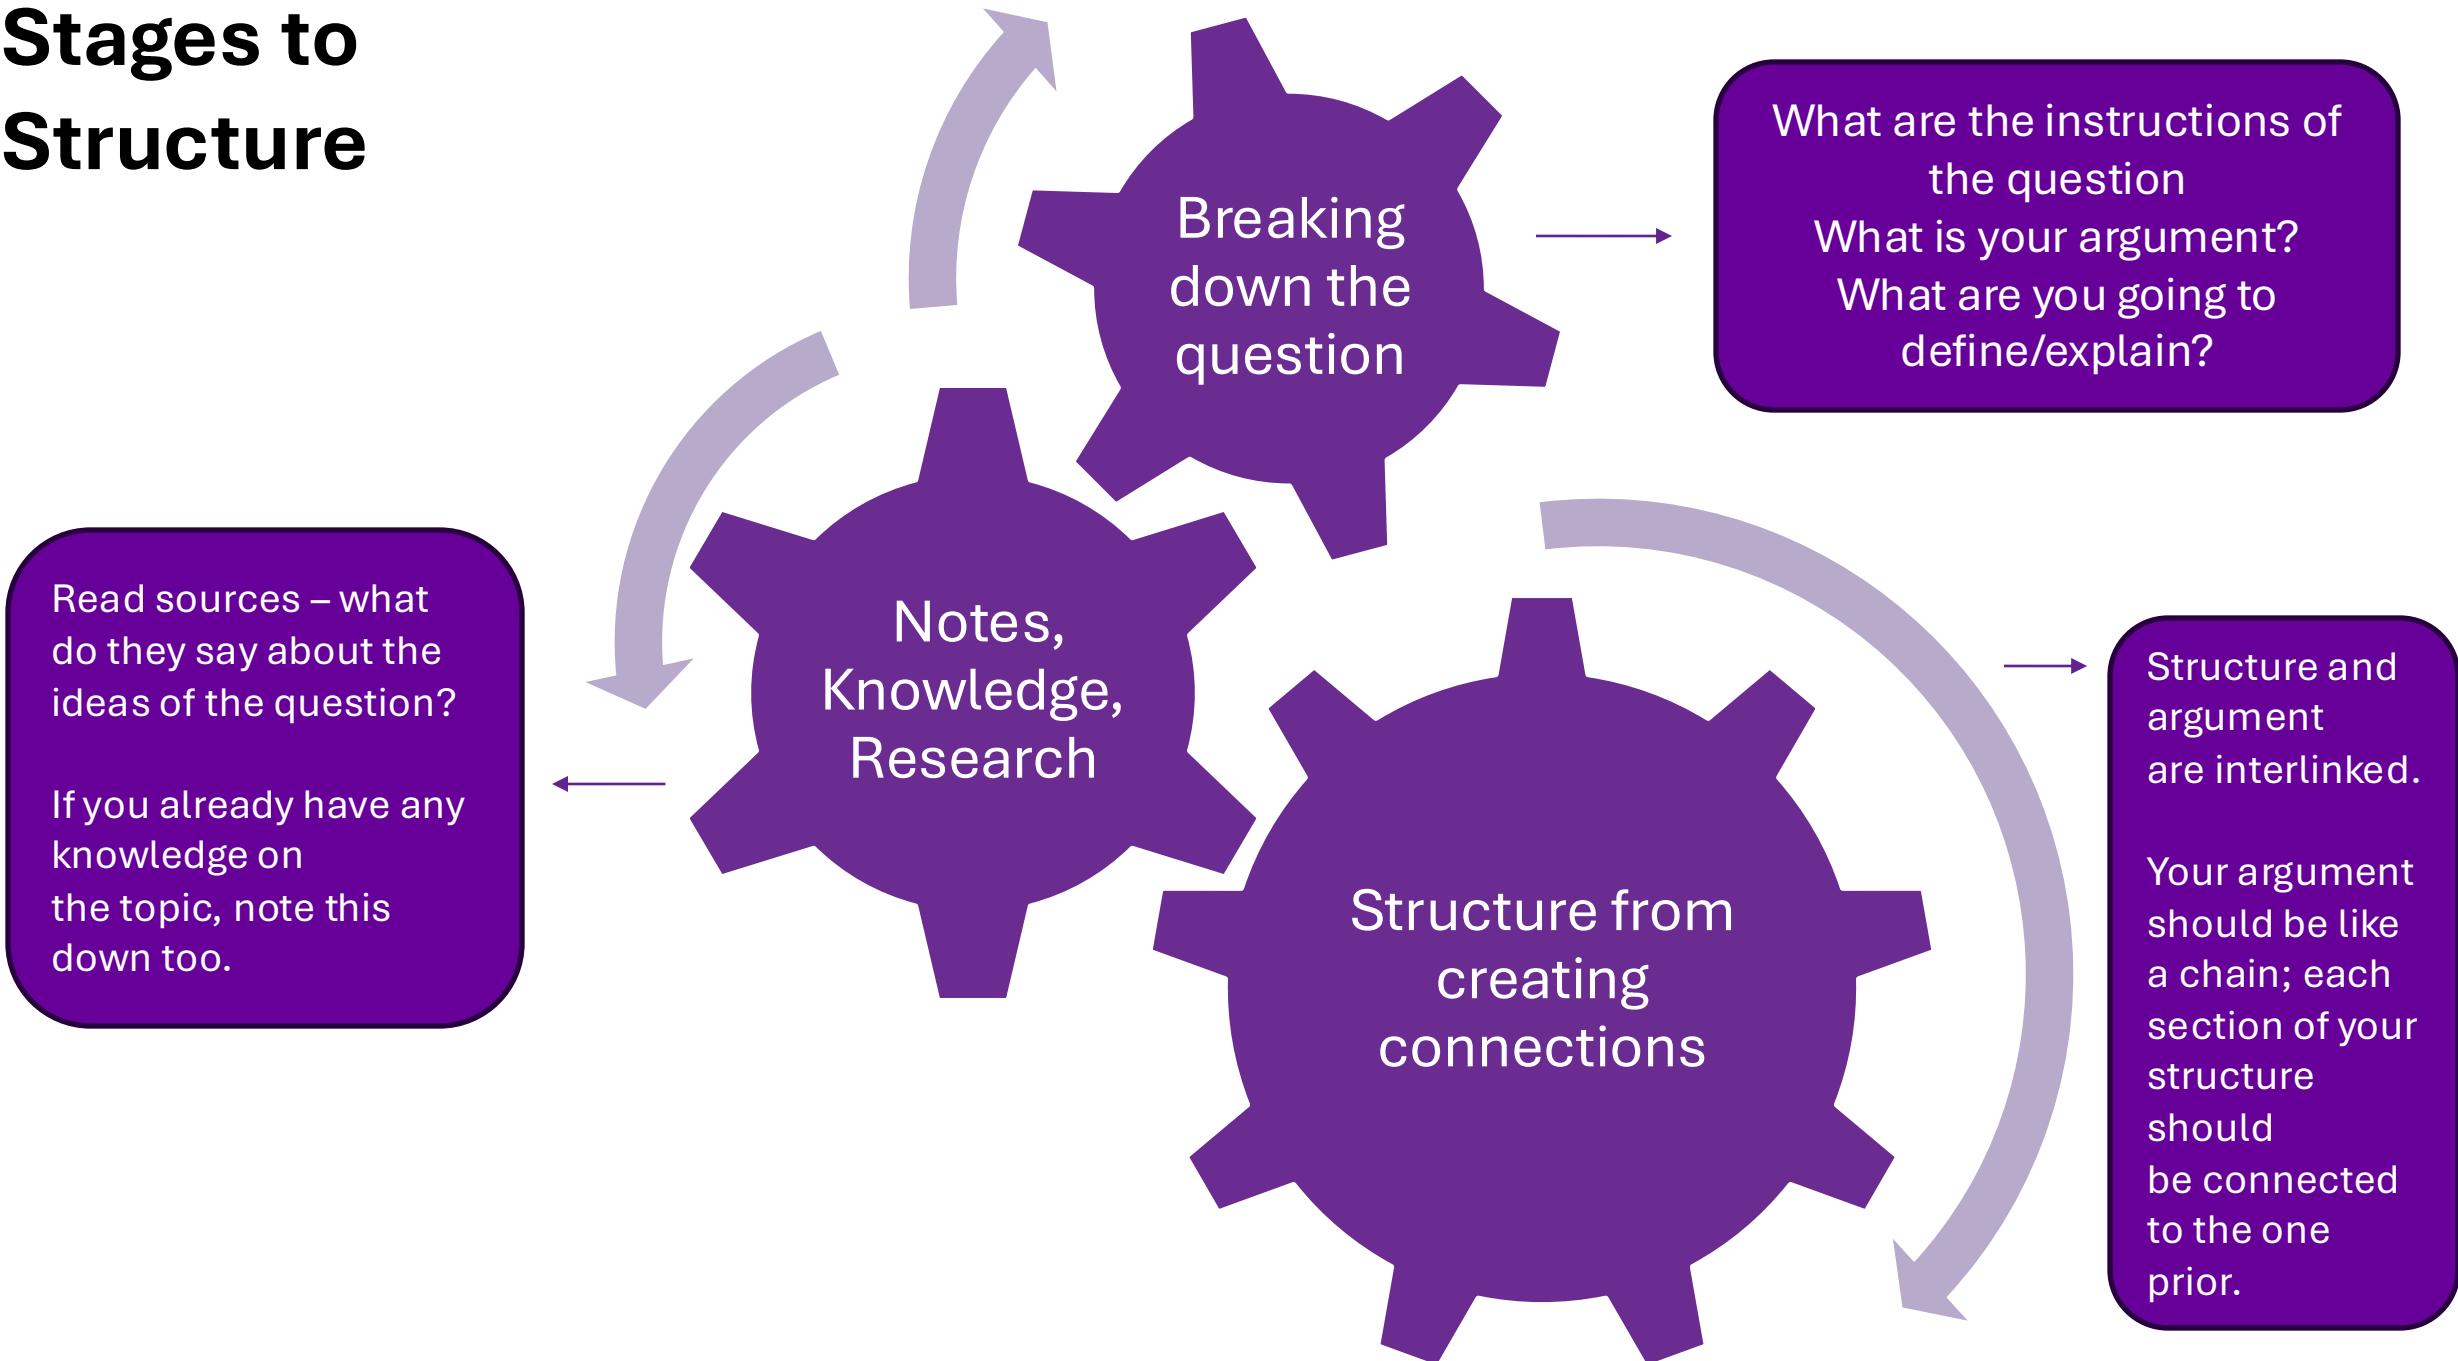 Stages to
Structure
Breaking
down the
question
What are the instructions of
the question
What is your argument?
What are you going to
define/explain?
Notes,
Knowledge,
Research
Read sources – what
do they say about the
ideas of the question?
If you already have any
knowledge on
the topic, note this
down too.
Structure from
creating
connections
Structure and
argument
are interlinked.
Your argument
should be like
a chain; each
section of your
structure
should
be connected
to the one
prior.